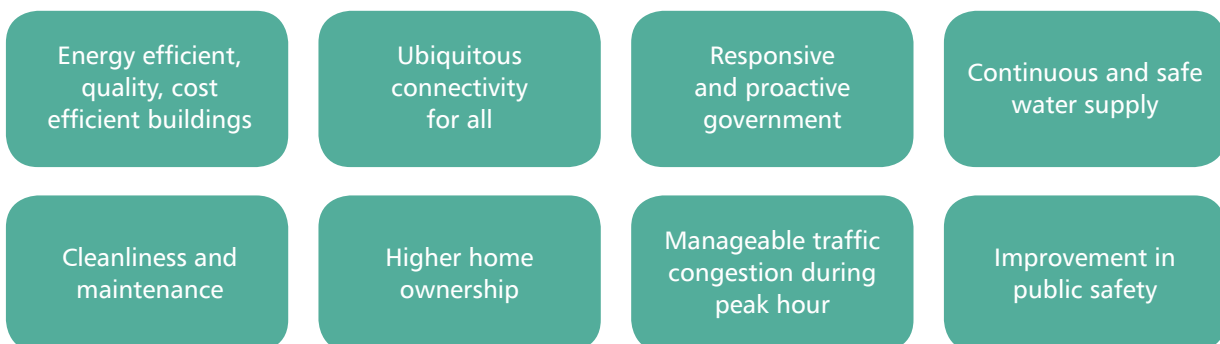 Energy efficient,
quality, cost
efficient buildings
Ubiquitous
connectivity
for all
Responsive
and proactive
government
Continuous and safe
water supply
Cleanliness and
maintenance
Higher home
ownership
Manageable traffic
congestion during
peak hour
Improvement in
public safety